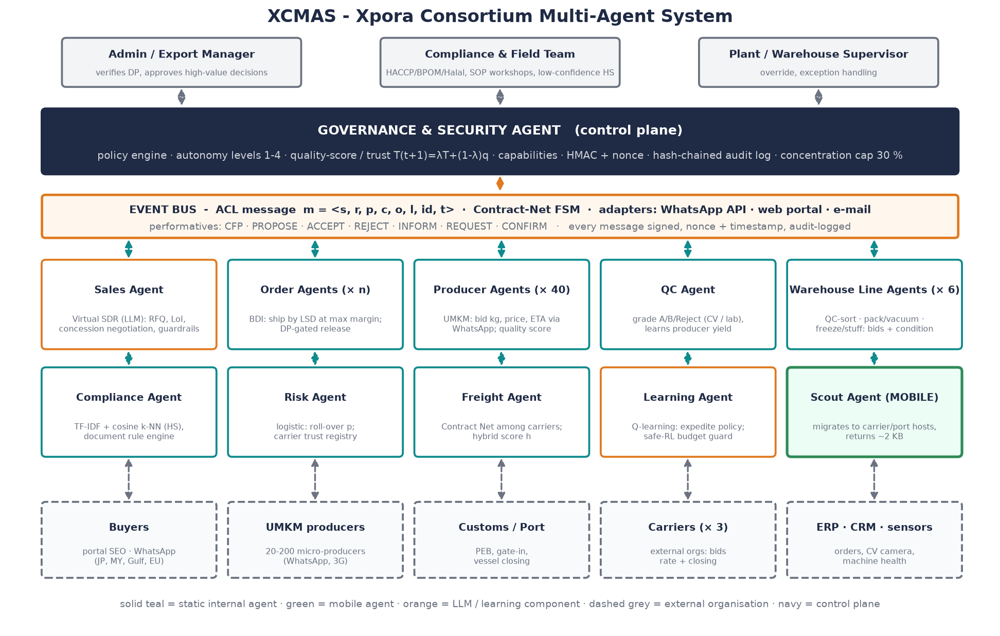 XCMAS - Xpora Consortium Multi-Agent System
Admin / Export Manager
verifies DP, approves high-value decisions
Compliance & Field Team
HACCP/BPOM/Halal, SOP workshops, low-confidence HS
Plant / Warehouse Supervisor
override, exception handling
GOVERNANCE & SECURITY AGENT (control plane)
policy engine · autonomy levels 1-4 · quality-score / trust T(t+1)=λT+(1-λ)q · capabilities · HMAC + nonce · hash-chained audit log · concentration cap 30 %
EVENT BUS - ACL message m = <s, r, p, c, o, l, id, t> · Contract-Net FSM · adapters: WhatsApp API · web portal · e-mail
performatives: CFP · PROPOSE · ACCEPT · REJECT · INFORM · REQUEST · CONFIRM · every message signed, nonce + timestamp, audit-logged
Sales Agent
Virtual SDR (LLM): RFQ, LoI,
concession negotiation, guardrails
Order Agents (× n)
BDI: ship by LSD at max margin;
DP-gated release
Producer Agents (× 40)
UMKM: bid kg, price, ETA via
WhatsApp; quality score
QC Agent
grade A/B/Reject (CV / lab),
learns producer yield
Warehouse Line Agents (× 6)
QC-sort · pack/vacuum ·
freeze/stuff: bids + condition
Compliance Agent
TF-IDF + cosine k-NN (HS),
document rule engine
Risk Agent
logistic: roll-over p;
carrier trust registry
Freight Agent
Contract Net among carriers;
hybrid score h
Learning Agent
Q-learning: expedite policy;
safe-RL budget guard
Scout Agent (MOBILE)
migrates to carrier/port hosts,
returns ~2 KB
Buyers
portal SEO · WhatsApp
(JP, MY, Gulf, EU)
UMKM producers
20-200 micro-producers
(WhatsApp, 3G)
Customs / Port
PEB, gate-in,
vessel closing
Carriers (× 3)
external orgs: bids
rate + closing
ERP · CRM · sensors
orders, CV camera,
machine health
solid teal = static internal agent · green = mobile agent · orange = LLM / learning component · dashed grey = external organisation · navy = control plane